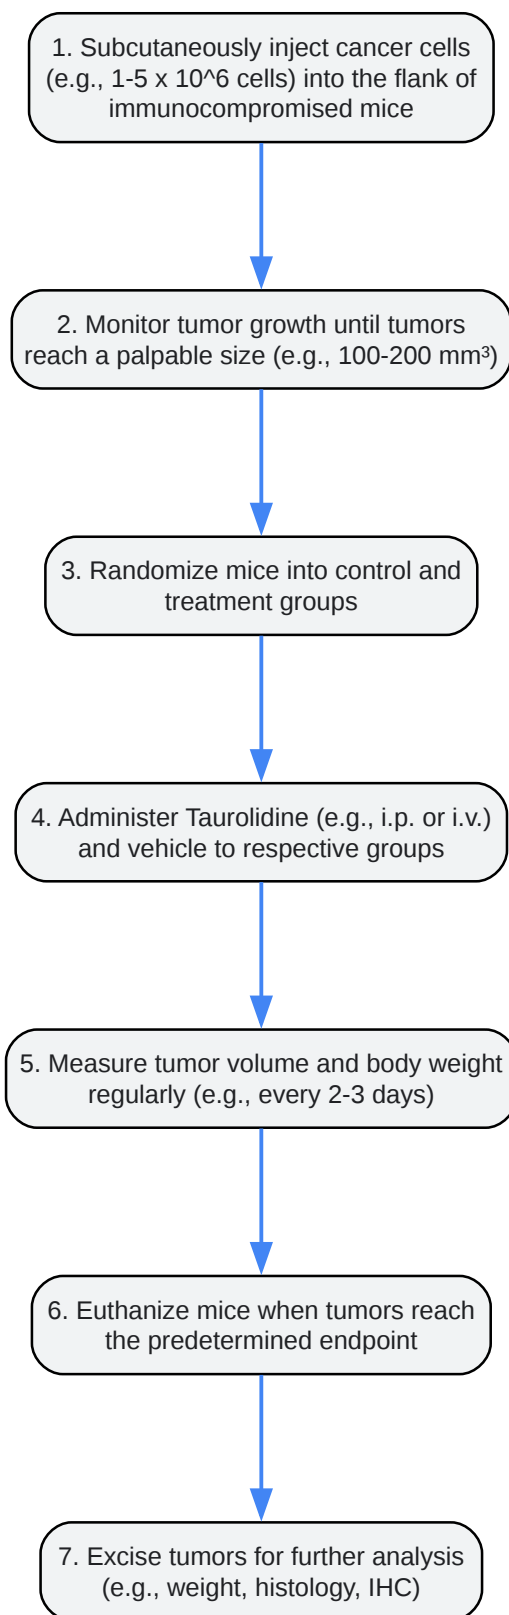 1. Subcutaneously inject cancer cells
(e.g., 1-5 x 10^6 cells) into the flank of
immunocompromised mice
2. Monitor tumor growth until tumors
reach a palpable size (e.g., 100-200 mm³)
3. Randomize mice into control and
treatment groups
4. Administer Taurolidine (e.g., i.p. or i.v.)
and vehicle to respective groups
5. Measure tumor volume and body weight
regularly (e.g., every 2-3 days)
6. Euthanize mice when tumors reach
the predetermined endpoint
7. Excise tumors for further analysis
(e.g., weight, histology, IHC)